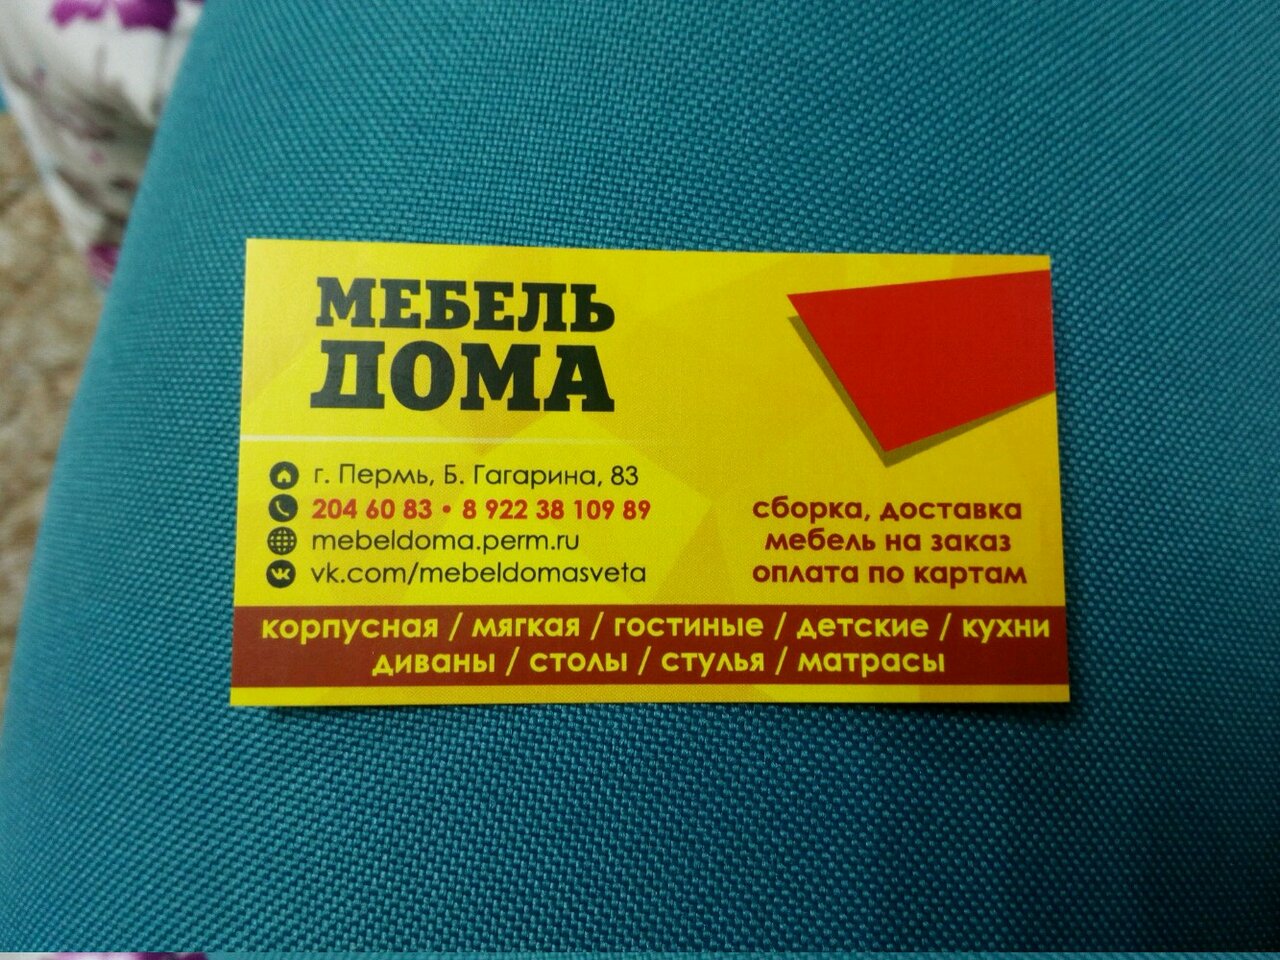 МЕБЕЛЬ
ДОМА
г. Пермь, Б. Гагарина, 83
204 60 83 • 8 922 38 109 89
mebeldoma.perm.ru
vk.com/mebeldomasveta
сборка, доставка
мебель на заказ
оплата по картам
корпусная / мягкая / гостиные / детские / кухни
диваны / столы / стулья / матрасы